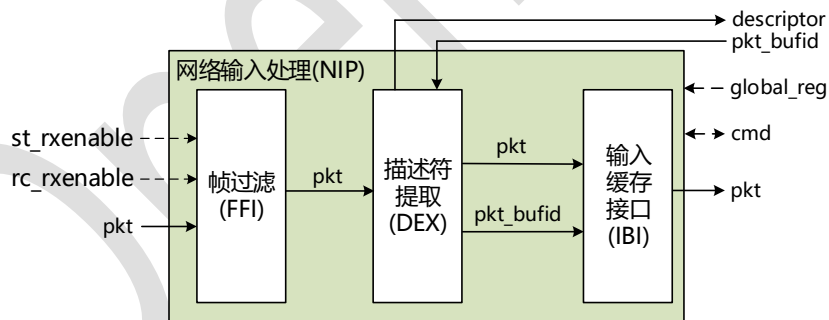 descriptor
pkt_bufid
网络输入处理(NIP)
global_reg
st_rxenable
cmd
rc_rxenable
帧过滤
(FFI)
pkt
描述符
提取
(DEX)
pkt
pkt_bufid
输入
缓存
接口
(IBI)
pkt
pkt